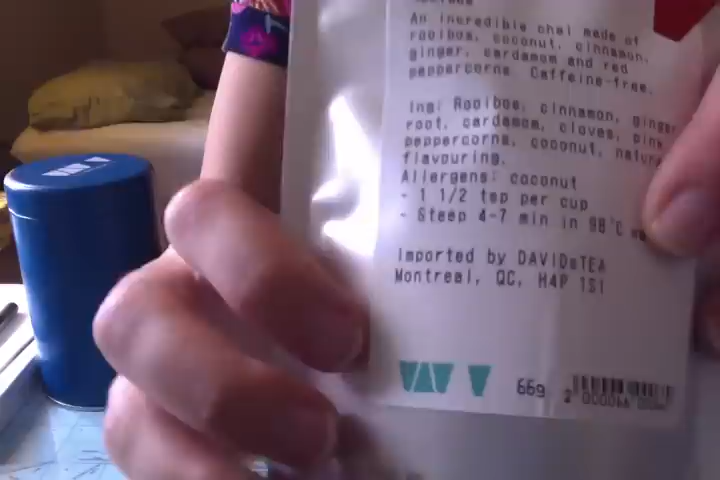 An incredible chai made of
rooibos, coconut, cinnamon,
ginger, cardamom and red
peppercorns. Caffeine-free.
Ing: Rooibos, cinnamon, ginger
root, cardamom, cloves, pink
peppercorns, coconut, natural
flavouring.
Allergens: coconut
- 1 1/2 tsp per cup
- Steep 4-7 min in 98°C
Imported by DAVIDsTEA
Montreal, QC, H4P 1S1
66g